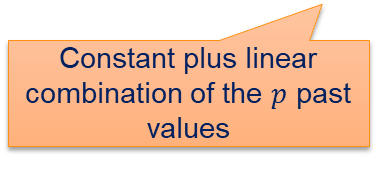 Constant plus linear
combination of the 𝑝 past
values